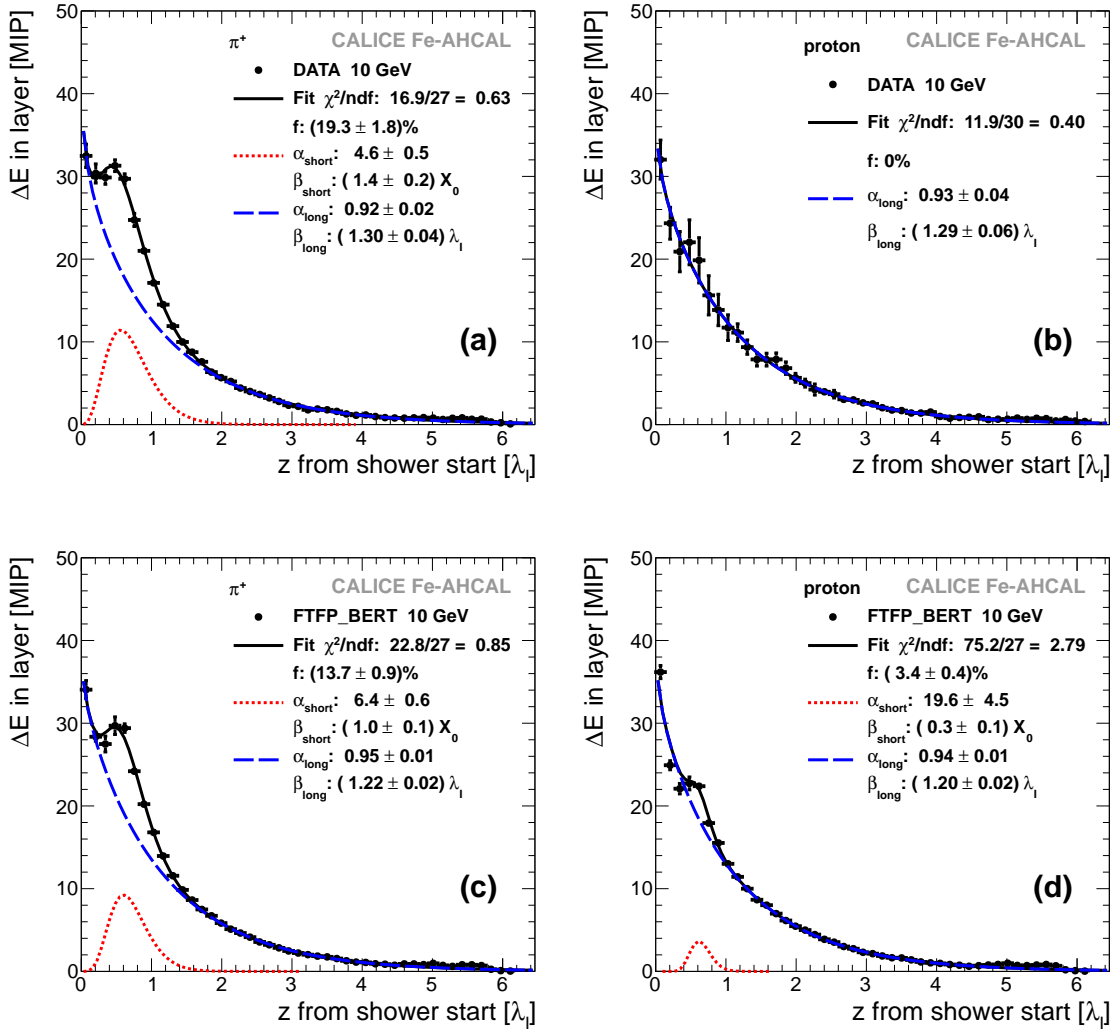 ΔE in layer [MIP]
50
40
30
20
10
0
π⁺
CALICE Fe-AHCAL
DATA 10 GeV
Fit χ²/ndf: 16.9/27 = 0.63
f: (19.3 ± 1.8)%
α_short: 4.6 ± 0.5
β_short: ( 1.4 ± 0.2) X₀
α_long: 0.92 ± 0.02
β_long: ( 1.30 ± 0.04) λ_I
(a)
0 1 2 3 4 5 6
z from shower start [λ_I]
ΔE in layer [MIP]
50
40
30
20
10
0
proton
CALICE Fe-AHCAL
DATA 10 GeV
Fit χ²/ndf: 11.9/30 = 0.40
f: 0%
α_long: 0.93 ± 0.04
β_long: ( 1.29 ± 0.06) λ_I
(b)
0 1 2 3 4 5 6
z from shower start [λ_I]
ΔE in layer [MIP]
50
40
30
20
10
0
π⁺
CALICE Fe-AHCAL
FTFP_BERT 10 GeV
Fit χ²/ndf: 22.8/27 = 0.85
f: (13.7 ± 0.9)%
α_short: 6.4 ± 0.6
β_short: ( 1.0 ± 0.1) X₀
α_long: 0.95 ± 0.01
β_long: ( 1.22 ± 0.02) λ_I
(c)
0 1 2 3 4 5 6
z from shower start [λ_I]
ΔE in layer [MIP]
50
40
30
20
10
0
proton
CALICE Fe-AHCAL
FTFP_BERT 10 GeV
Fit χ²/ndf: 75.2/27 = 2.79
f: ( 3.4 ± 0.4)%
α_short: 19.6 ± 4.5
β_short: ( 0.3 ± 0.1) X₀
α_long: 0.94 ± 0.01
β_long: ( 1.20 ± 0.02) λ_I
(d)
0 1 2 3 4 5 6
z from shower start [λ_I]